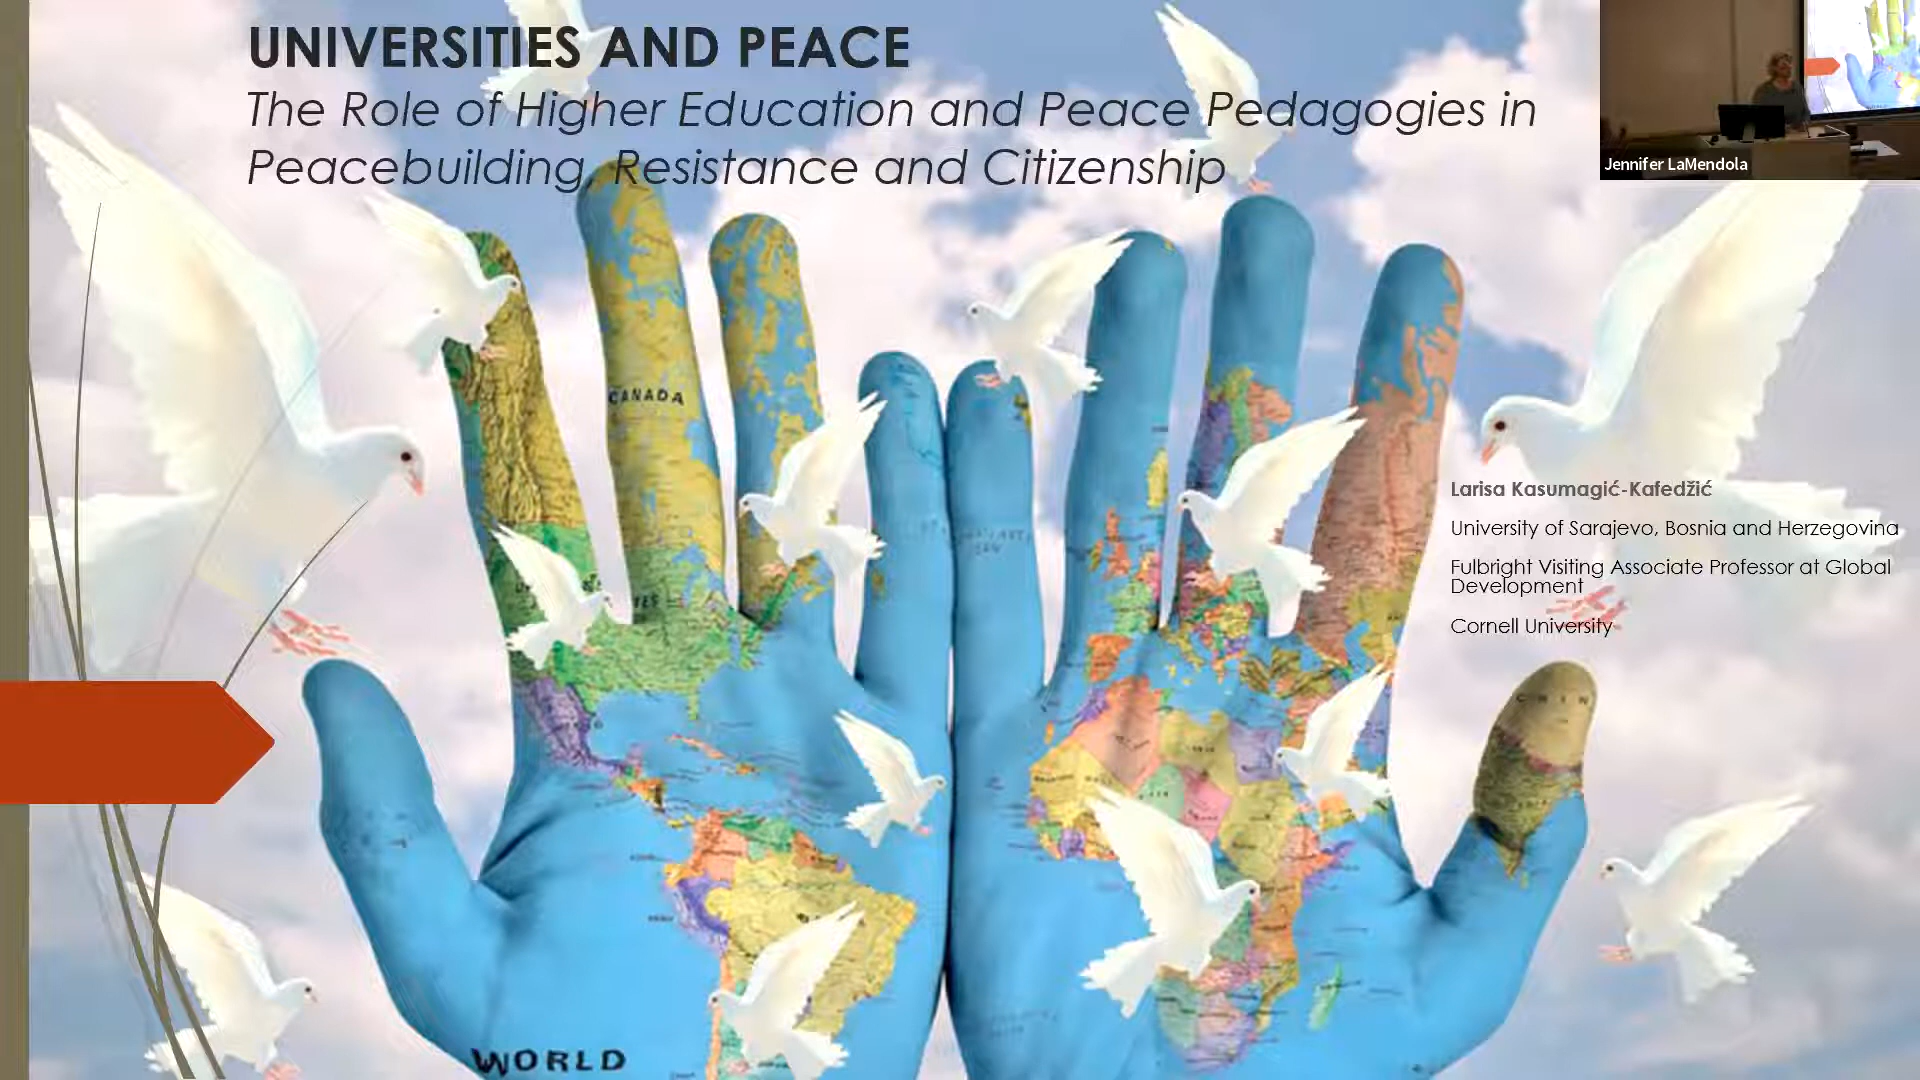 UNIVERSITIES AND PEACE
The Role of Higher Education and Peace Pedagogies in
Peacebuilding, Resistance and Citizenship
Jennifer LaMendola
CANADA
Larisa Kasumagić-Kafedžić
University of Sarajevo, Bosnia and Herzegovina
Fulbright Visiting Associate Professor at Global
Development
Cornell University
WORLD